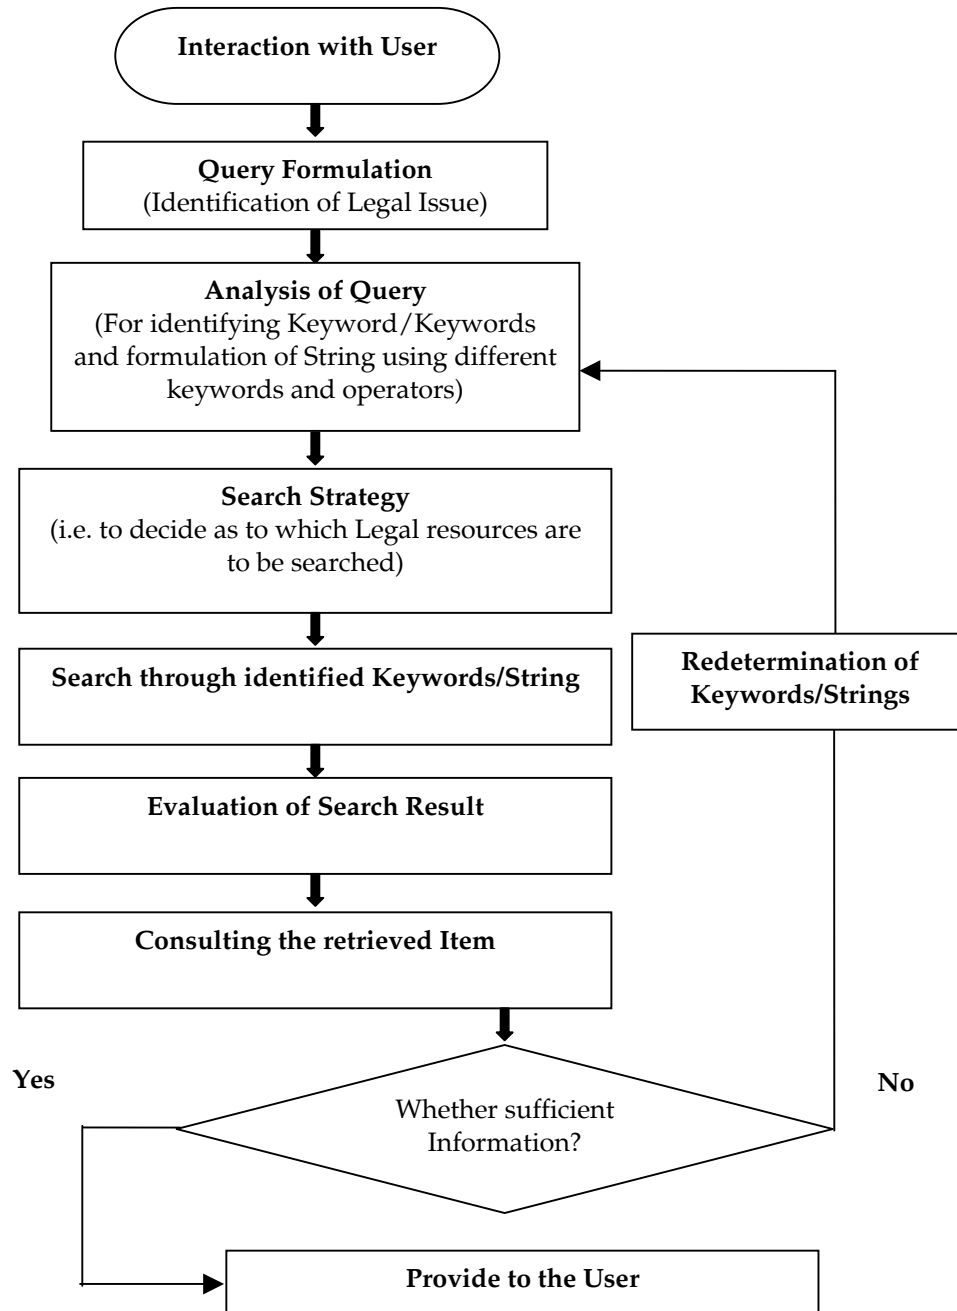 Interaction with User
Query Formulation
(Identification of Legal Issue)
Analysis of Query
(For identifying Keyword/Keywords
and formulation of String using different
keywords and operators)
Search Strategy
(i.e. to decide as to which Legal resources are
to be searched)
Search through identified Keywords/String
Redetermination of
Keywords/Strings
Evaluation of Search Result
Consulting the retrieved Item
Yes
No
Whether sufficient
Information?
Provide to the User